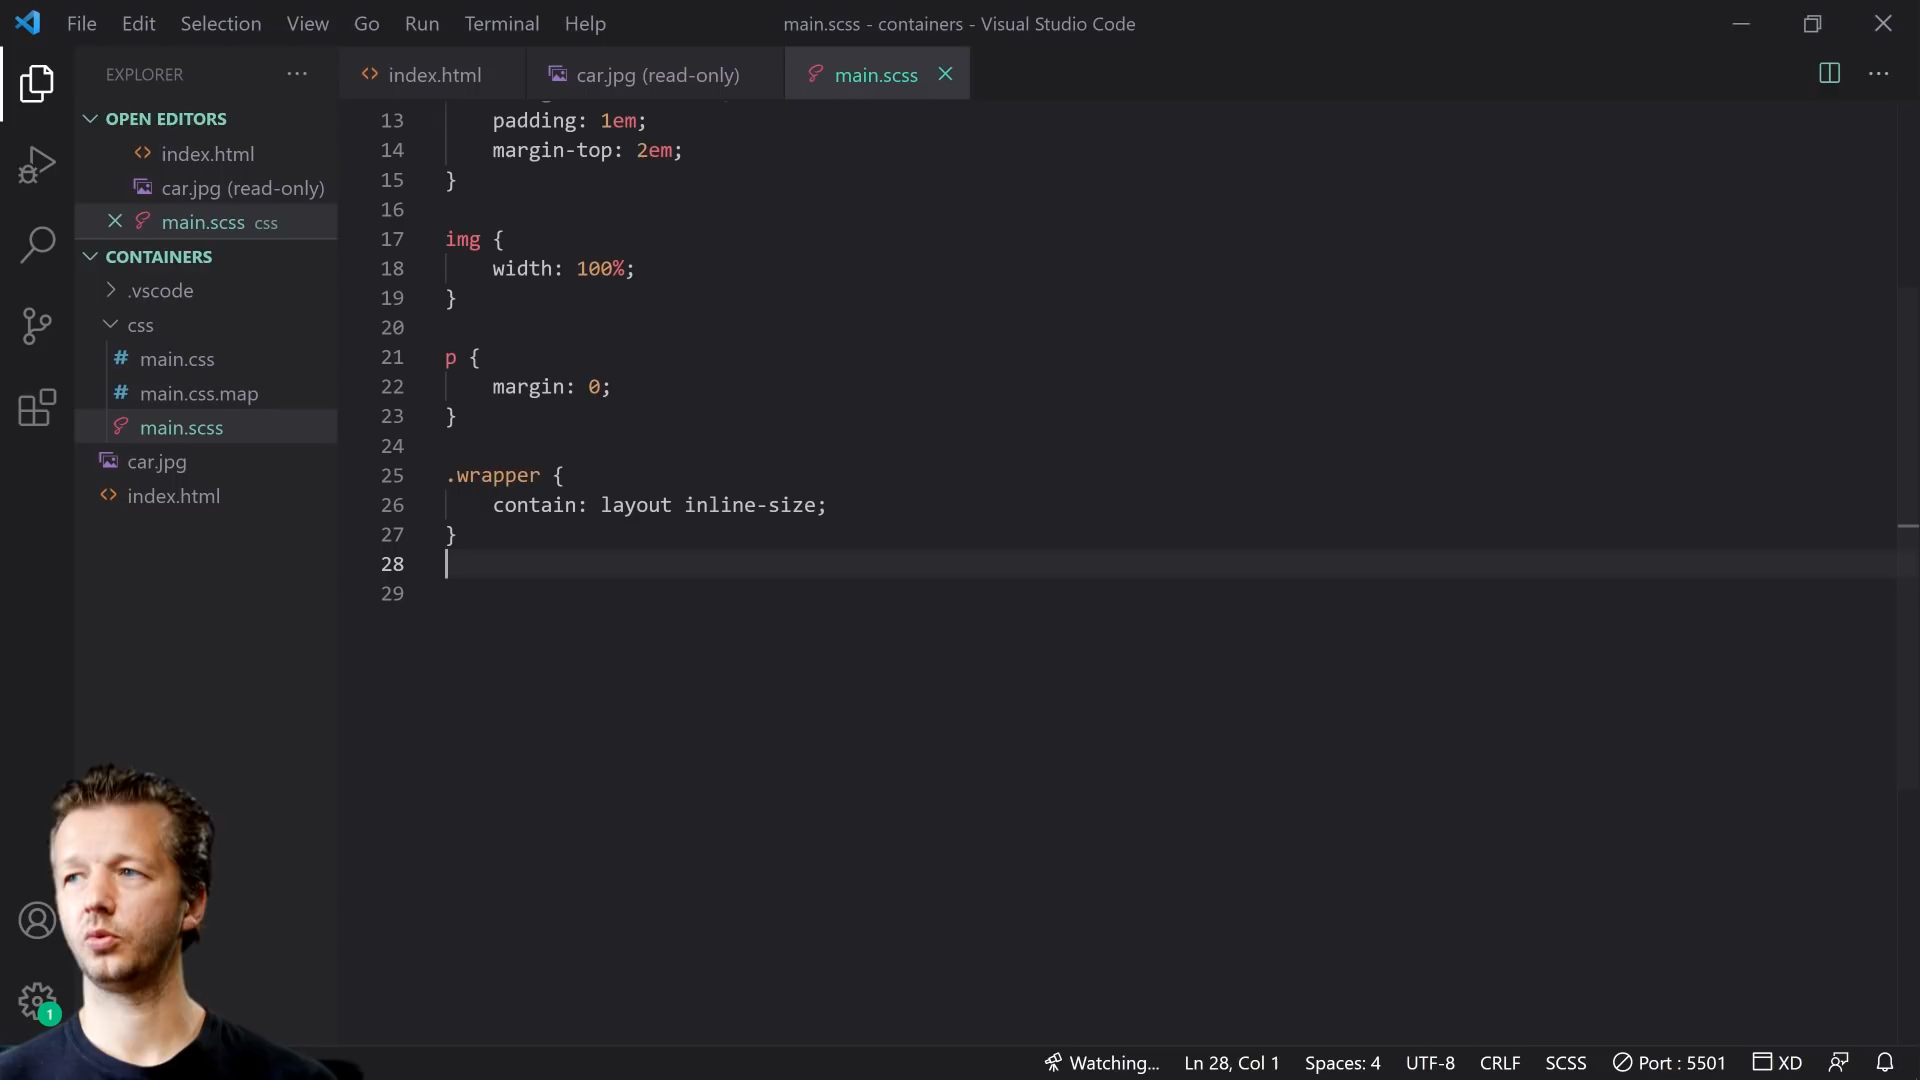 File Edit Selection View Go Run Terminal Help
main.scss - containers - Visual Studio Code
EXPLORER
OPEN EDITORS
index.html
car.jpg (read-only)
main.scss css
CONTAINERS
.vscode
css
main.css
main.css.map
main.scss
car.jpg
index.html
1
index.html car.jpg (read-only) main.scss
13 padding: 1em;
14 margin-top: 2em;
15 }
16
17 img {
18 width: 100%;
19 }
20
21 p {
22 margin: 0;
23 }
24
25 .wrapper {
26 contain: layout inline-size;
27 }
28
29
Watching... Ln 28, Col 1 Spaces: 4 UTF-8 CRLF SCSS Port : 5501 XD